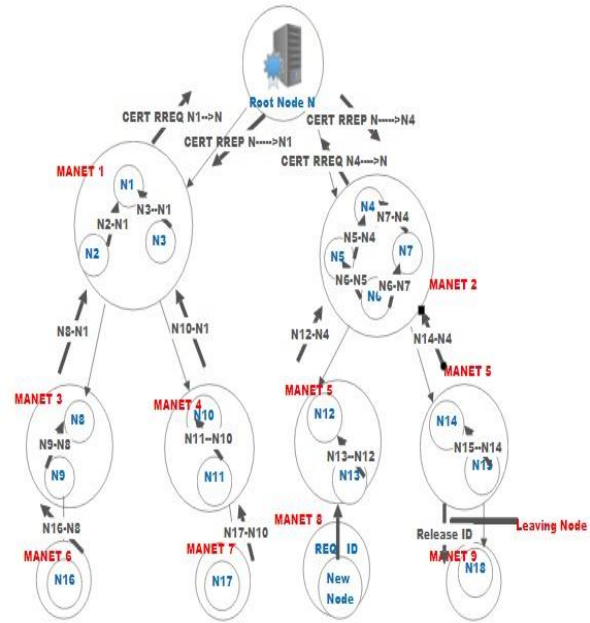 Root Node N
CERT RREQ N1-->N
CERT RREP N----->N4
CERT RREP N----->N1
CERT RREQ N4---->N
MANET 1
N1
N3--N1
N2-N1
N2
N3
N4
N7-N4
N5-N4
N5
N7
N6-N5
N6-N7
N6
MANET 2
N8-N1
N10-N1
N12-N4
N14-N4
MANET 3
MANET 4
MANET 5
MANET 5
N8
N10
N12
N14
N9-N8
N11--N10
N13--N12
N15--N14
N9
N11
N13
N15
N16-N8
N17-N10
MANET 8
Release ID
Leaving Node
MANET 6
MANET 7
REQ ID
MANET 9
N16
N17
New
Node
N18